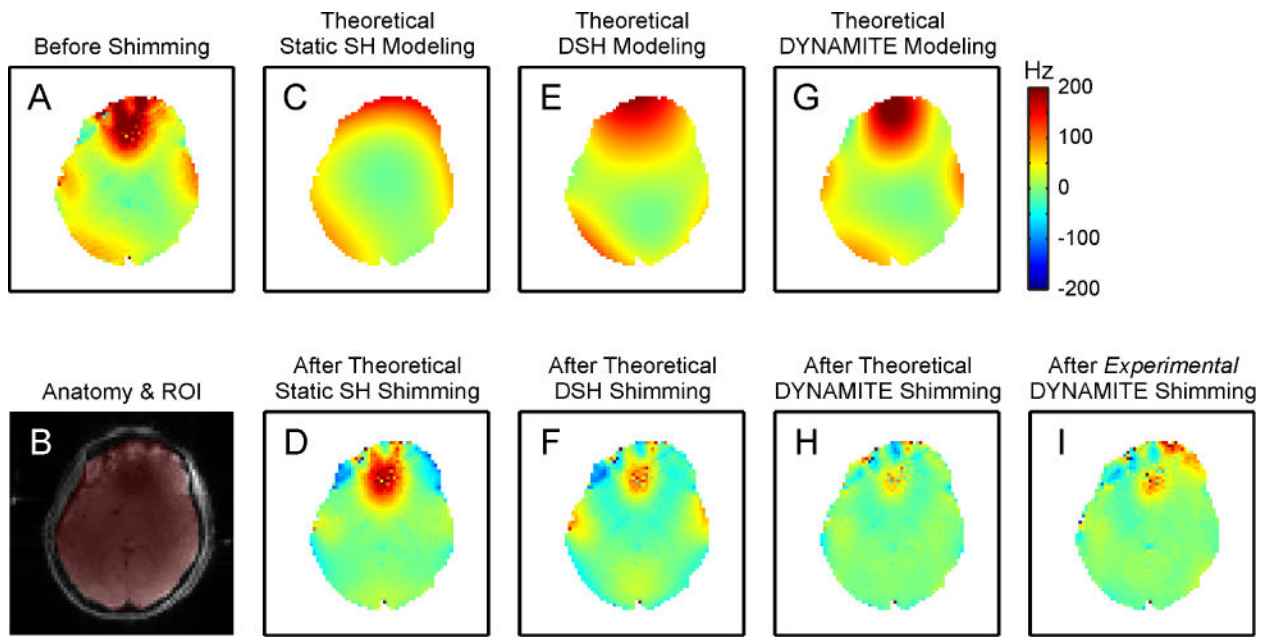 Before Shimming
Theoretical
Static SH Modeling
Theoretical
DSH Modeling
Theoretical
DYNAMITE Modeling
A
C
E
G
Hz
200
100
0
-100
-200
Anatomy & ROI
After Theoretical
Static SH Shimming
After Theoretical
DSH Shimming
After Theoretical
DYNAMITE Shimming
After Experimental
DYNAMITE Shimming
B
D
F
H
I